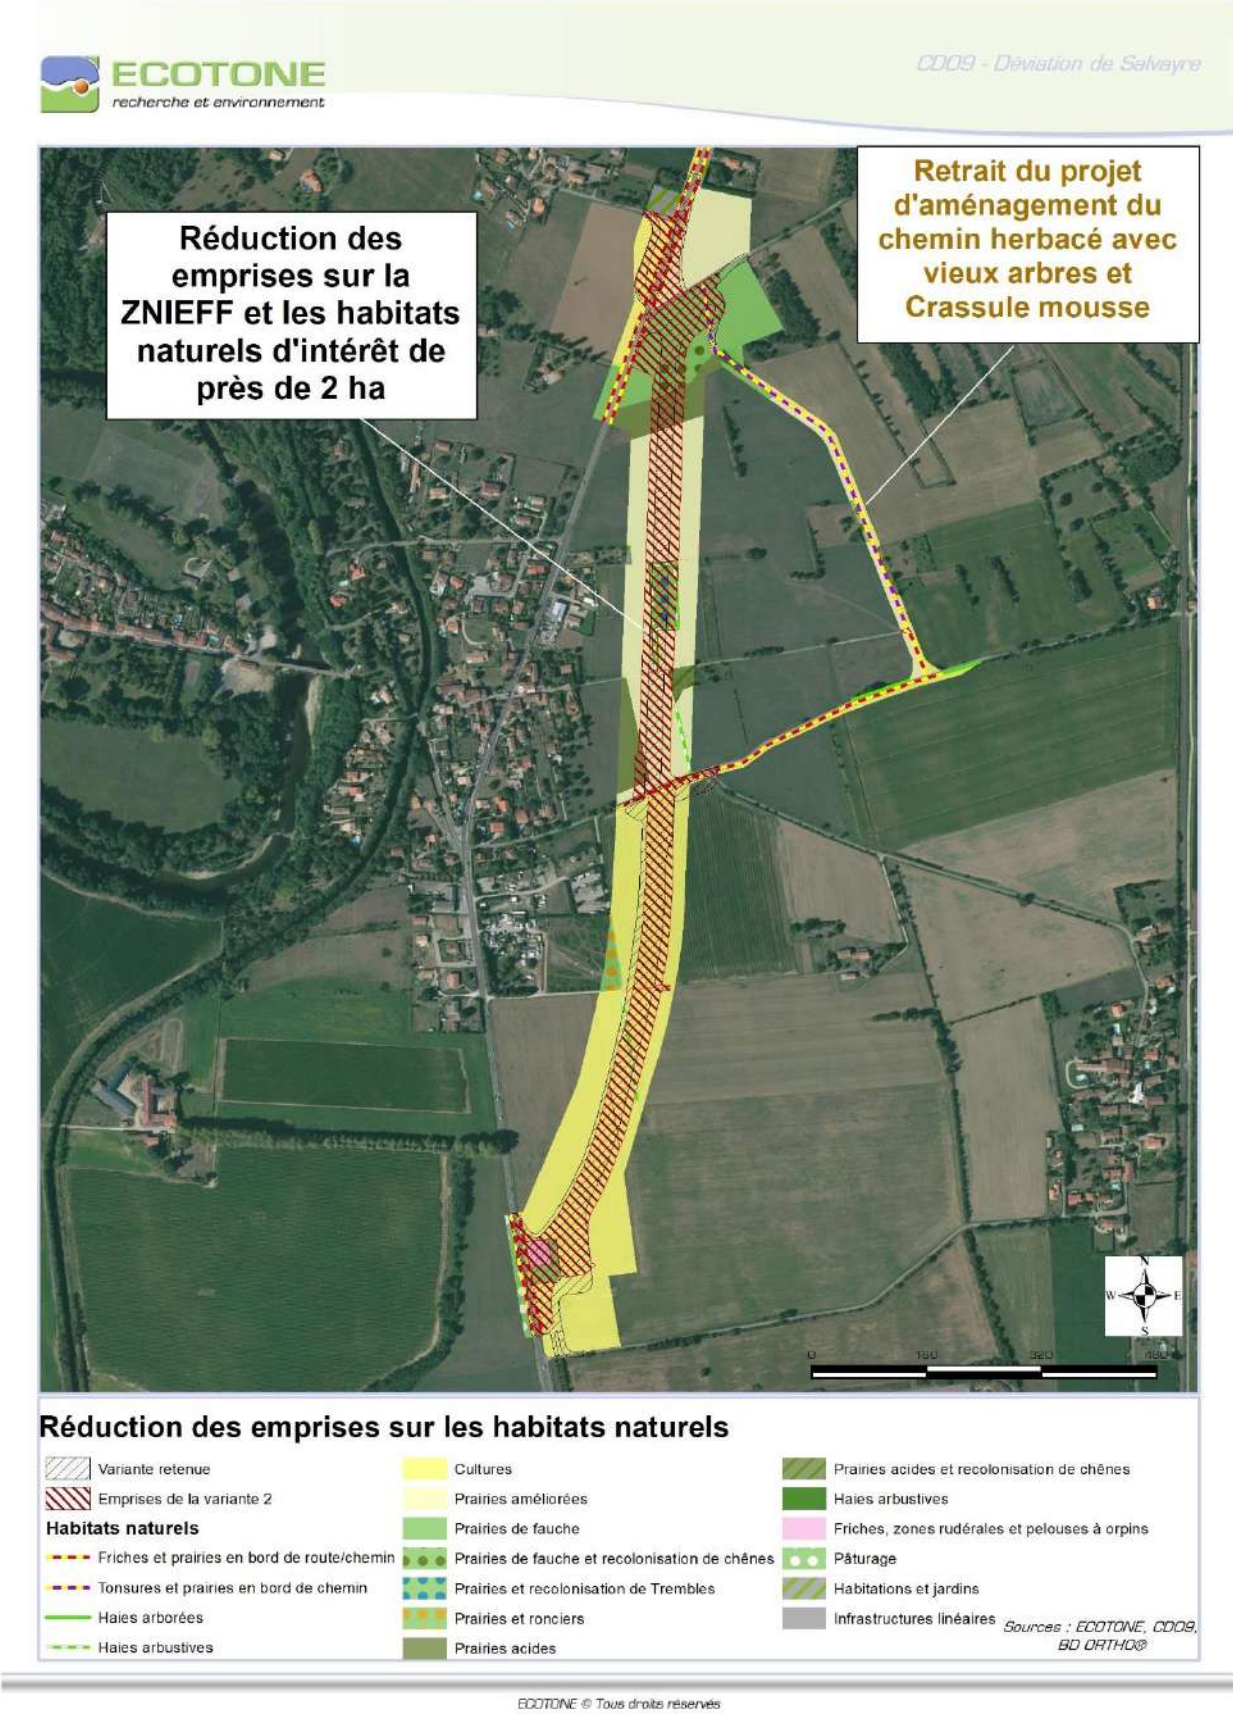 ECOTONE
recherche et environnement
CD09 - Déviation de Salvayre
Réduction des
emprises sur la
ZNIEFF et les habitats
naturels d'intérêt de
près de 2 ha
Retrait du projet
d'aménagement du
chemin herbacé avec
vieux arbres et
Crassule mousse
N
W
E
S
0
160
320
480
Réduction des emprises sur les habitats naturels
Variante retenue
Emprises de la variante 2
Habitats naturels
Friches et prairies en bord de route/chemin
Tonsures et prairies en bord de chemin
Haies arborées
Haies arbustives
Cultures
Prairies améliorées
Prairies de fauche
Prairies de fauche et recolonisation de chênes
Prairies et recolonisation de Trembles
Prairies et ronciers
Prairies acides
Prairies acides et recolonisation de chênes
Haies arbustives
Friches, zones rudérales et pelouses à orpins
Pâturage
Habitations et jardins
Infrastructures linéaires
Sources : ECOTONE, CD09,
BD ORTHO®
ECOTONE © Tous droits réservés